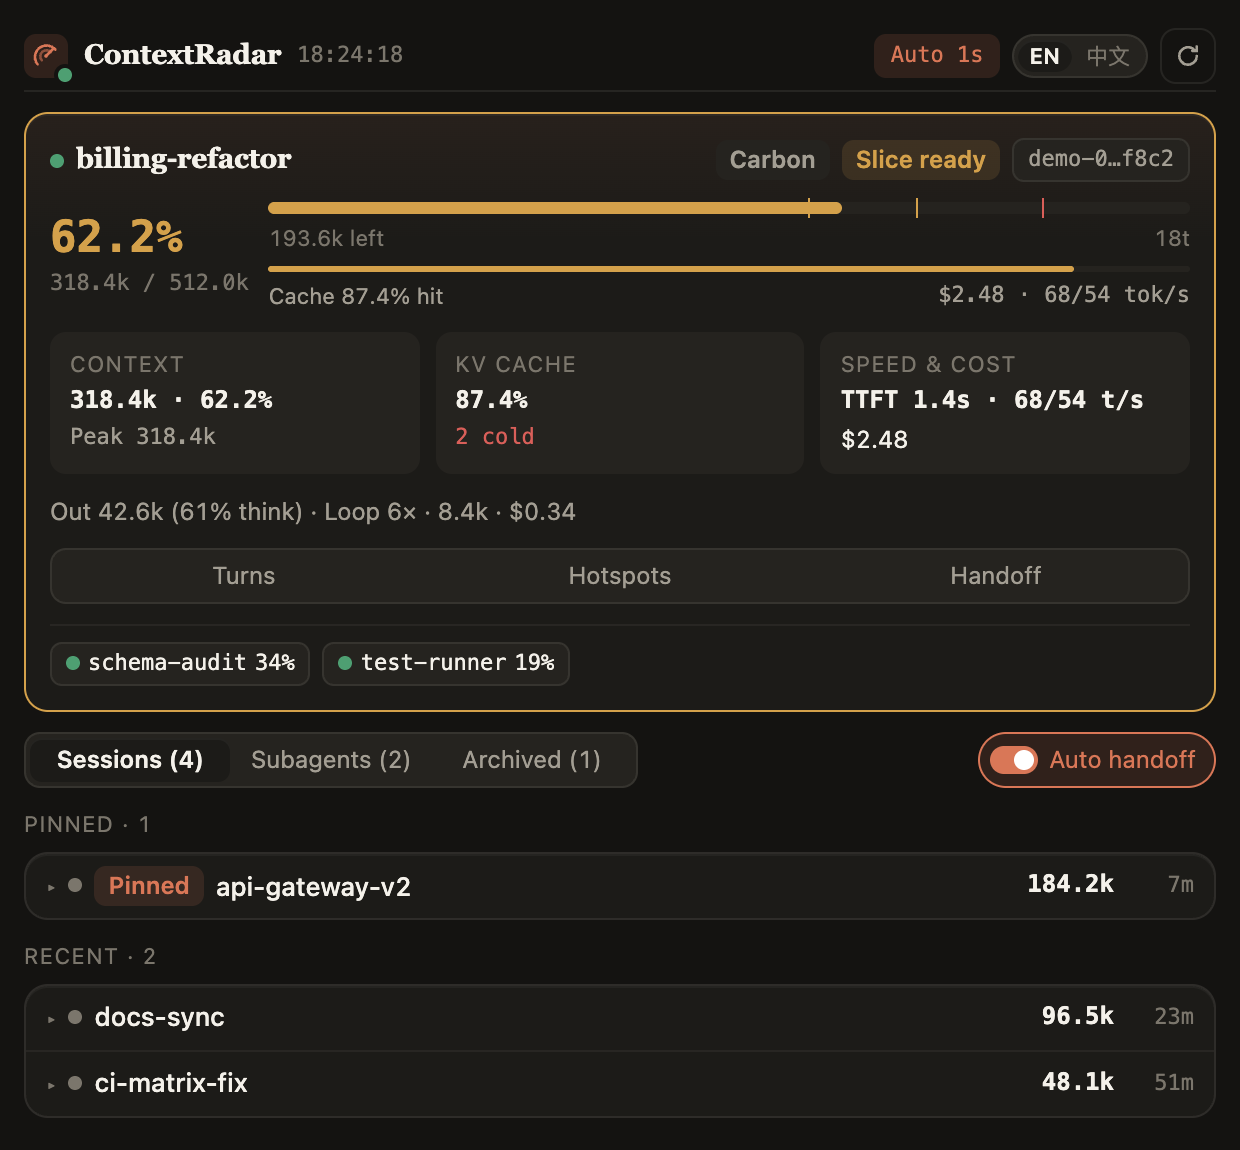 ContextRadar 18:24:18 Auto 1s EN 中文
billing-refactor Carbon Slice ready demo-0…f8c2
62.2%
193.6k left 18t
318.4k / 512.0k
Cache 87.4% hit $2.48 · 68/54 tok/s
CONTEXT
318.4k · 62.2%
Peak 318.4k
KV CACHE
87.4%
2 cold
SPEED & COST
TTFT 1.4s · 68/54 t/s
$2.48
Out 42.6k (61% think) · Loop 6× · 8.4k · $0.34
Turns Hotspots Handoff
schema-audit 34% test-runner 19%
Sessions (4) Subagents (2) Archived (1) Auto handoff
PINNED · 1
Pinned api-gateway-v2 184.2k 7m
RECENT · 2
docs-sync 96.5k 23m
ci-matrix-fix 48.1k 51m